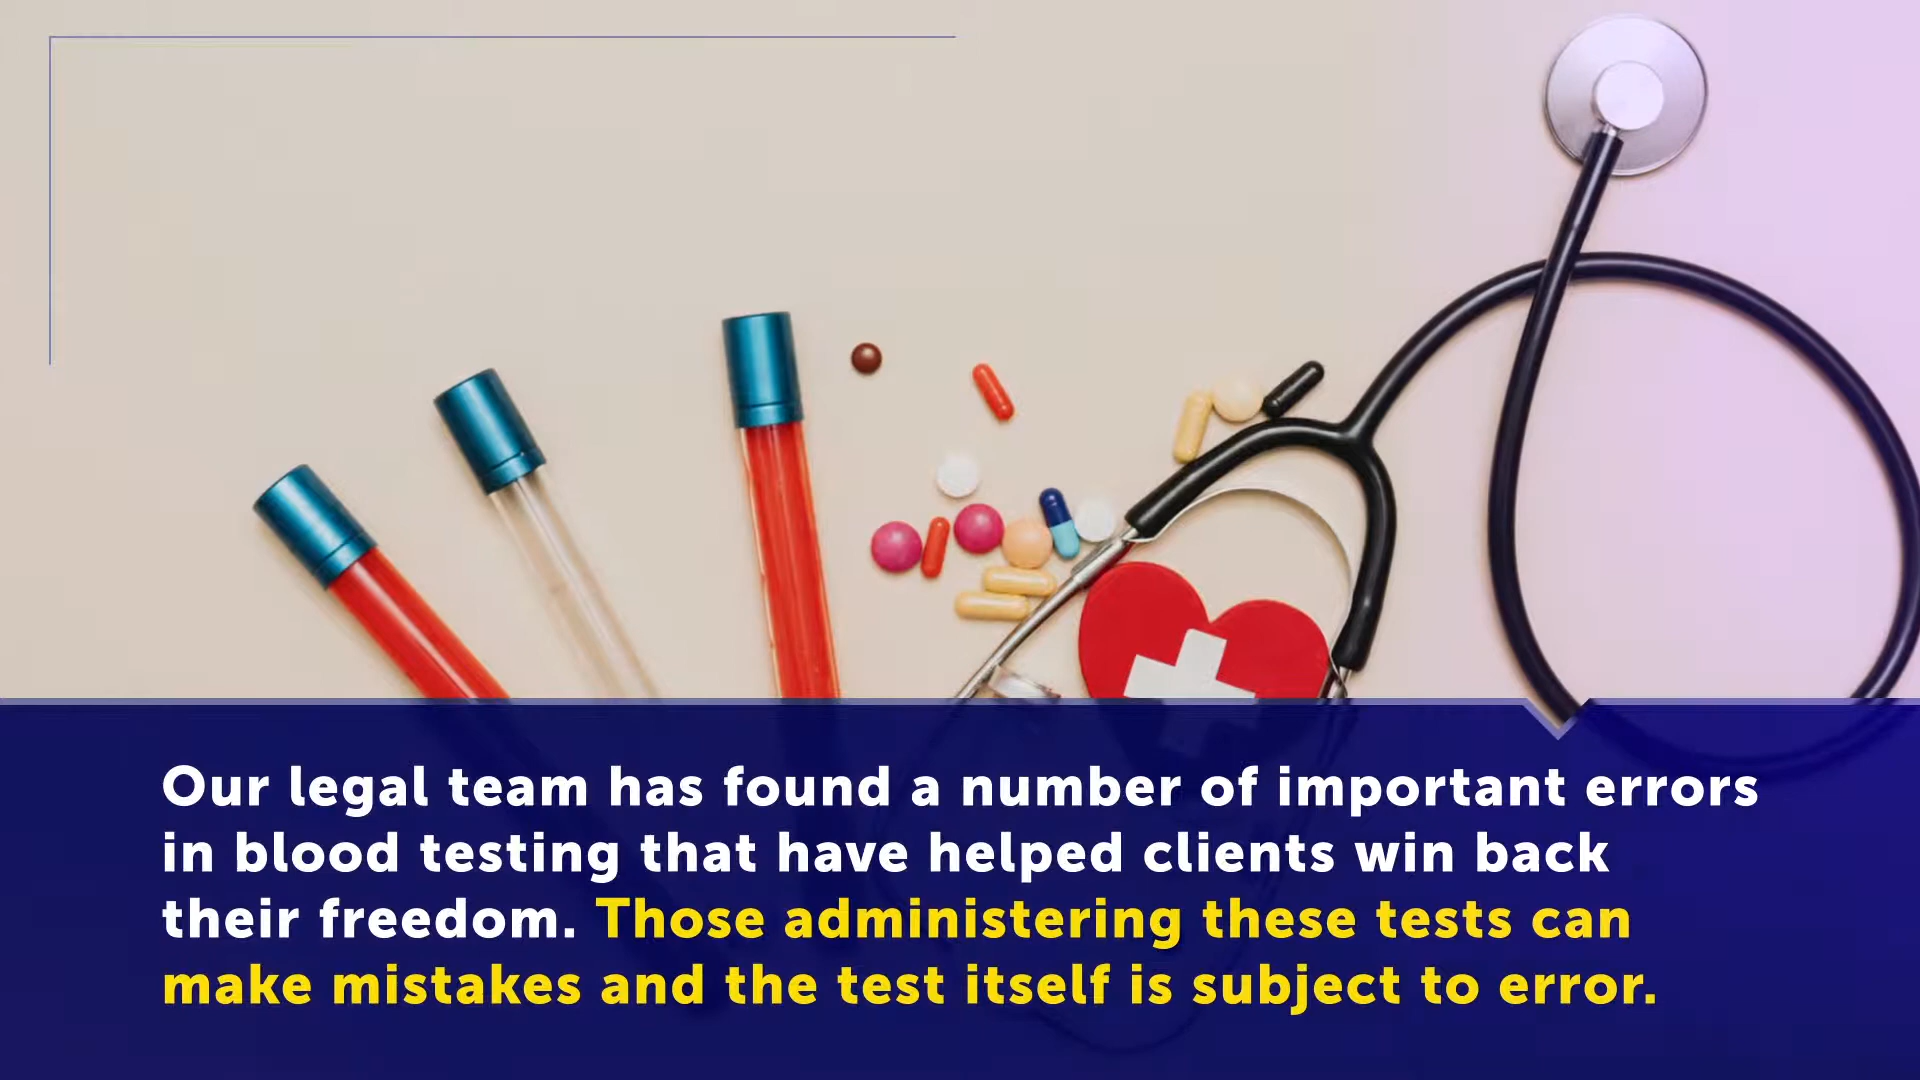 Our legal team has found a number of important errors
in blood testing that have helped clients win back
their freedom. Those administering these tests can
make mistakes and the test itself is subject to error.